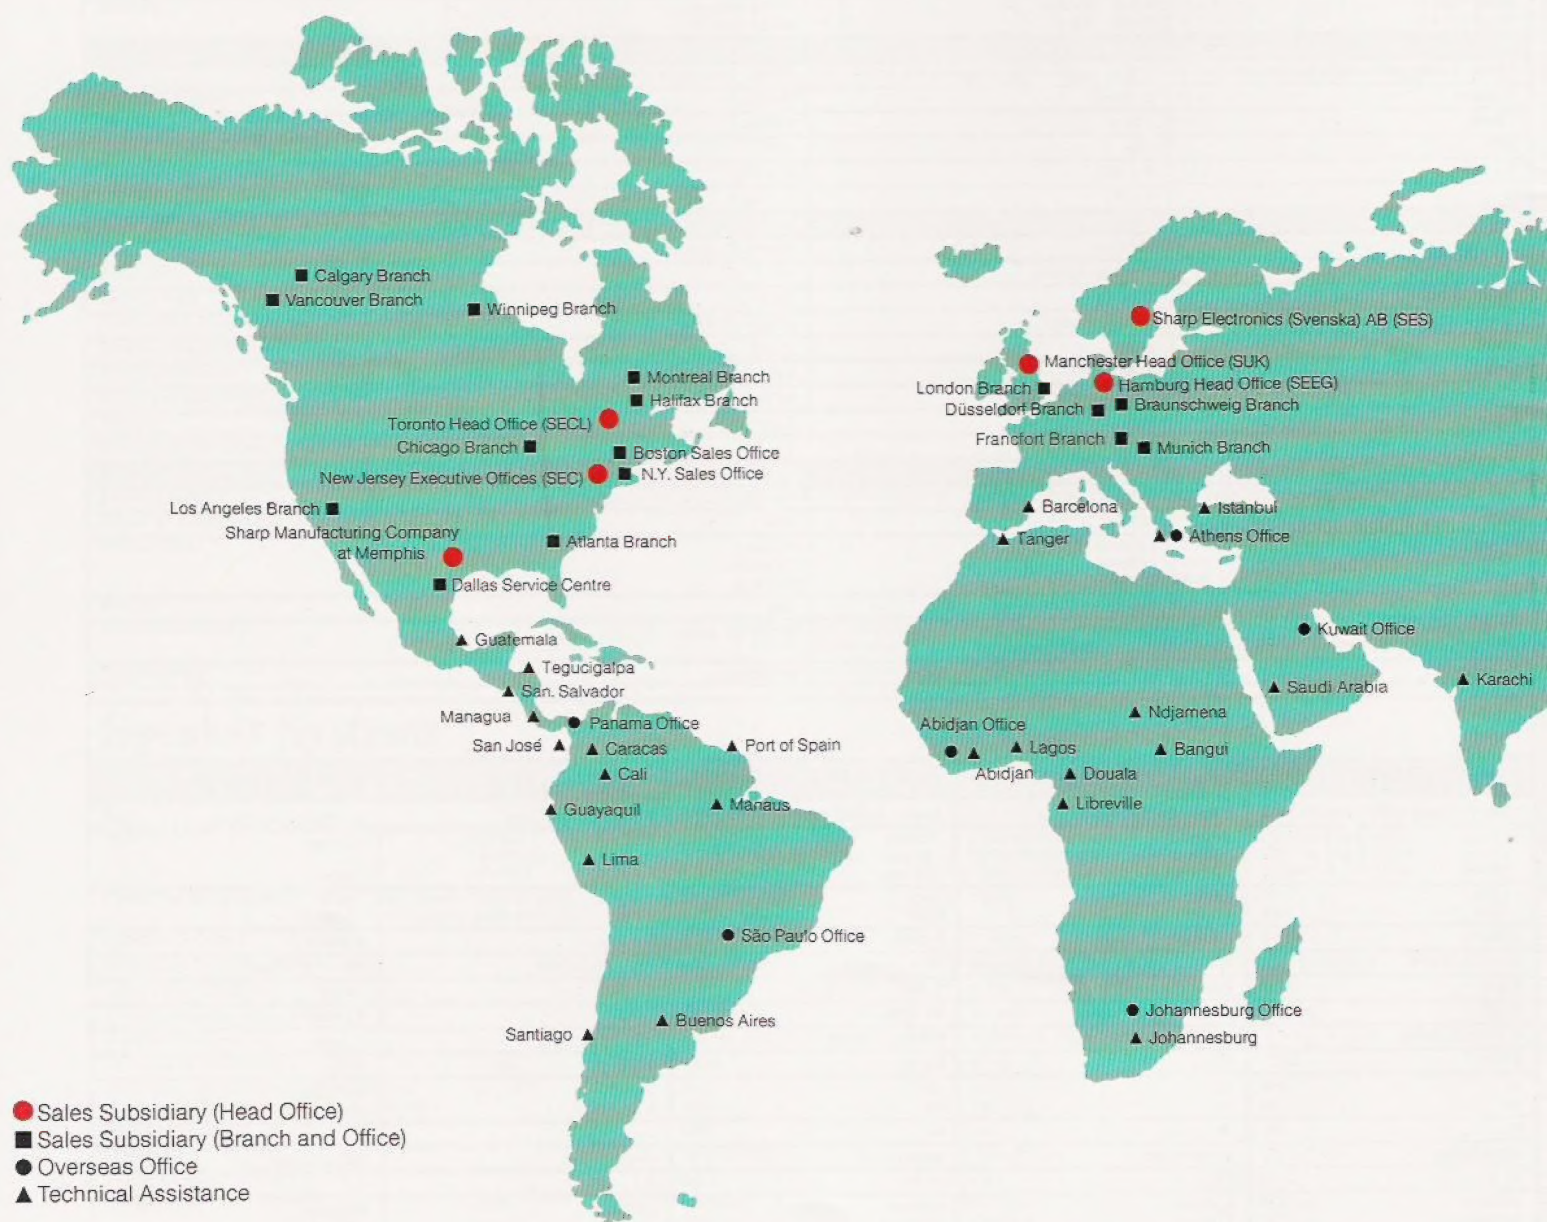 Calgary Branch
Vancouver Branch
Winnipeg Branch
Sharp Electronics (Svenska) AB (SES)
Manchester Head Office (SUK)
Montreal Branch
Hamburg Head Office (SEEG)
London Branch
Halifax Branch
Braunschweig Branch
Düsseldorf Branch
Toronto Head Office (SECL)
Francfort Branch
Chicago Branch
Munich Branch
Boston Sales Office
New Jersey Executive Offices (SEC)
N.Y. Sales Office
Los Angeles Branch
Barcelona
Istanbul
Sharp Manufacturing Company
at Memphis
Atlanta Branch
Tanger
Athens Office
Dallas Service Centre
Guatemala
Kuwait Office
Tegucigalpa
San. Salvador
Saudi Arabia
Karachi
Managua
Panama Office
Ndjamena
Abidjan Office
San José
Caracas
Port of Spain
Lagos
Bangui
Cali
Abidjan
Douala
Guayaquil
Manaus
Libreville
Lima
São Paulo Office
Johannesburg Office
Buenos Aires
Santiago
Johannesburg
Sales Subsidiary (Head Office)
Sales Subsidiary (Branch and Office)
Overseas Office
Technical Assistance